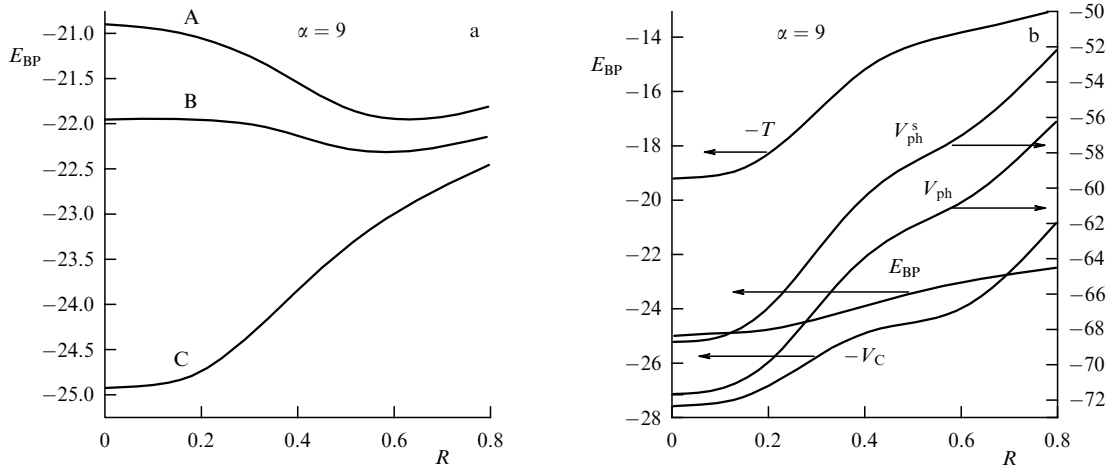 A
α = 9
a
E_BP
−21.0
−21.5
B
−22.0
−22.5
−23.0
−23.5
−24.0
−24.5
C
−25.0
0
0.2
0.4
0.6
0.8
R
α = 9
b
E_BP
−14
−16
−18
−20
−22
−24
−26
−28
−T
V_ph^s
V_ph
E_BP
−V_C
−50
−52
−54
−56
−58
−60
−62
−64
−66
−68
−70
−72
0
0.2
0.4
0.6
0.8
R